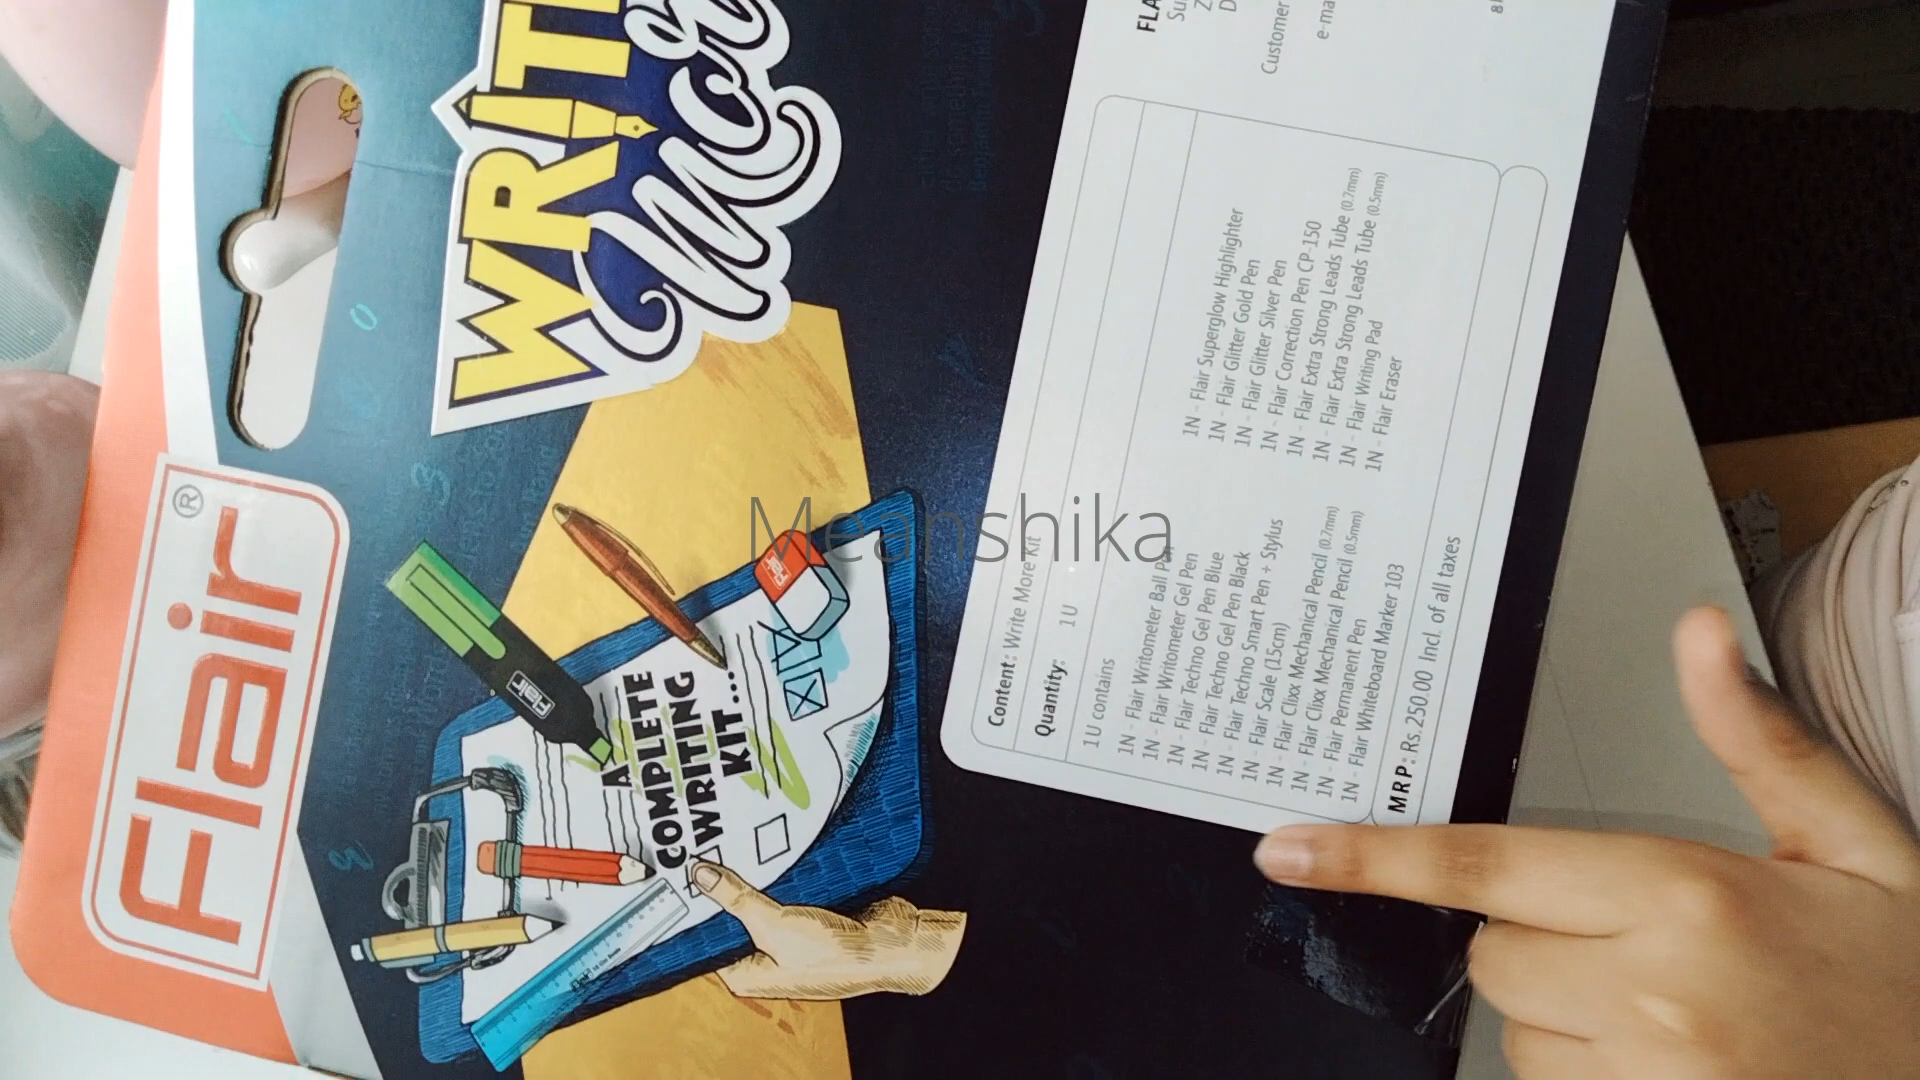 Flair®
WRITE
More
A
COMPLETE
WRITING
KIT....
Flair
Flair
Content: Write More Kit
Quantity: 1U
1U contains
1N - Flair Writometer Ball Pen
1N - Flair Writometer Gel Pen
1N - Flair Techno Gel Pen Blue
1N - Flair Techno Gel Pen Black
1N - Flair Techno Smart Pen + Stylus
1N - Flair Scale (15cm)
1N - Flair Clixx Mechanical Pencil (0.7mm)
1N - Flair Clixx Mechanical Pencil (0.5mm)
1N - Flair Permanent Pen
1N - Flair Whiteboard Marker 103
1N - Flair Superglow Highlighter
1N - Flair Glitter Gold Pen
1N - Flair Glitter Silver Pen
1N - Flair Correction Pen CP-150
1N - Flair Extra Strong Leads Tube (0.7mm)
1N - Flair Extra Strong Leads Tube (0.5mm)
1N - Flair Writing Pad
1N - Flair Eraser
MRP: Rs.250.00 Incl. of all taxes
FLA
Customer
e-ma
Meanshika